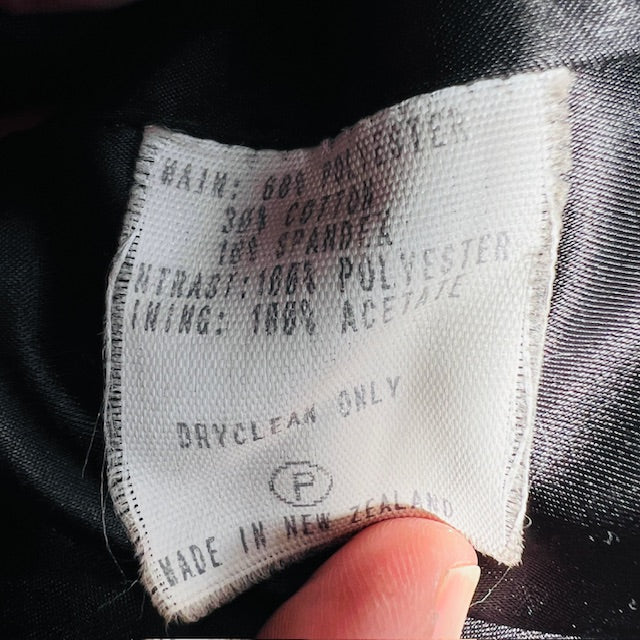 MAIN: 60% POLYESTER
30% COTTON
10% SPANDEX
NTRAST: 100% POLYESTER
INING: 100% ACETATE
DRYCLEAN ONLY
P
MADE IN NEW ZEALAND